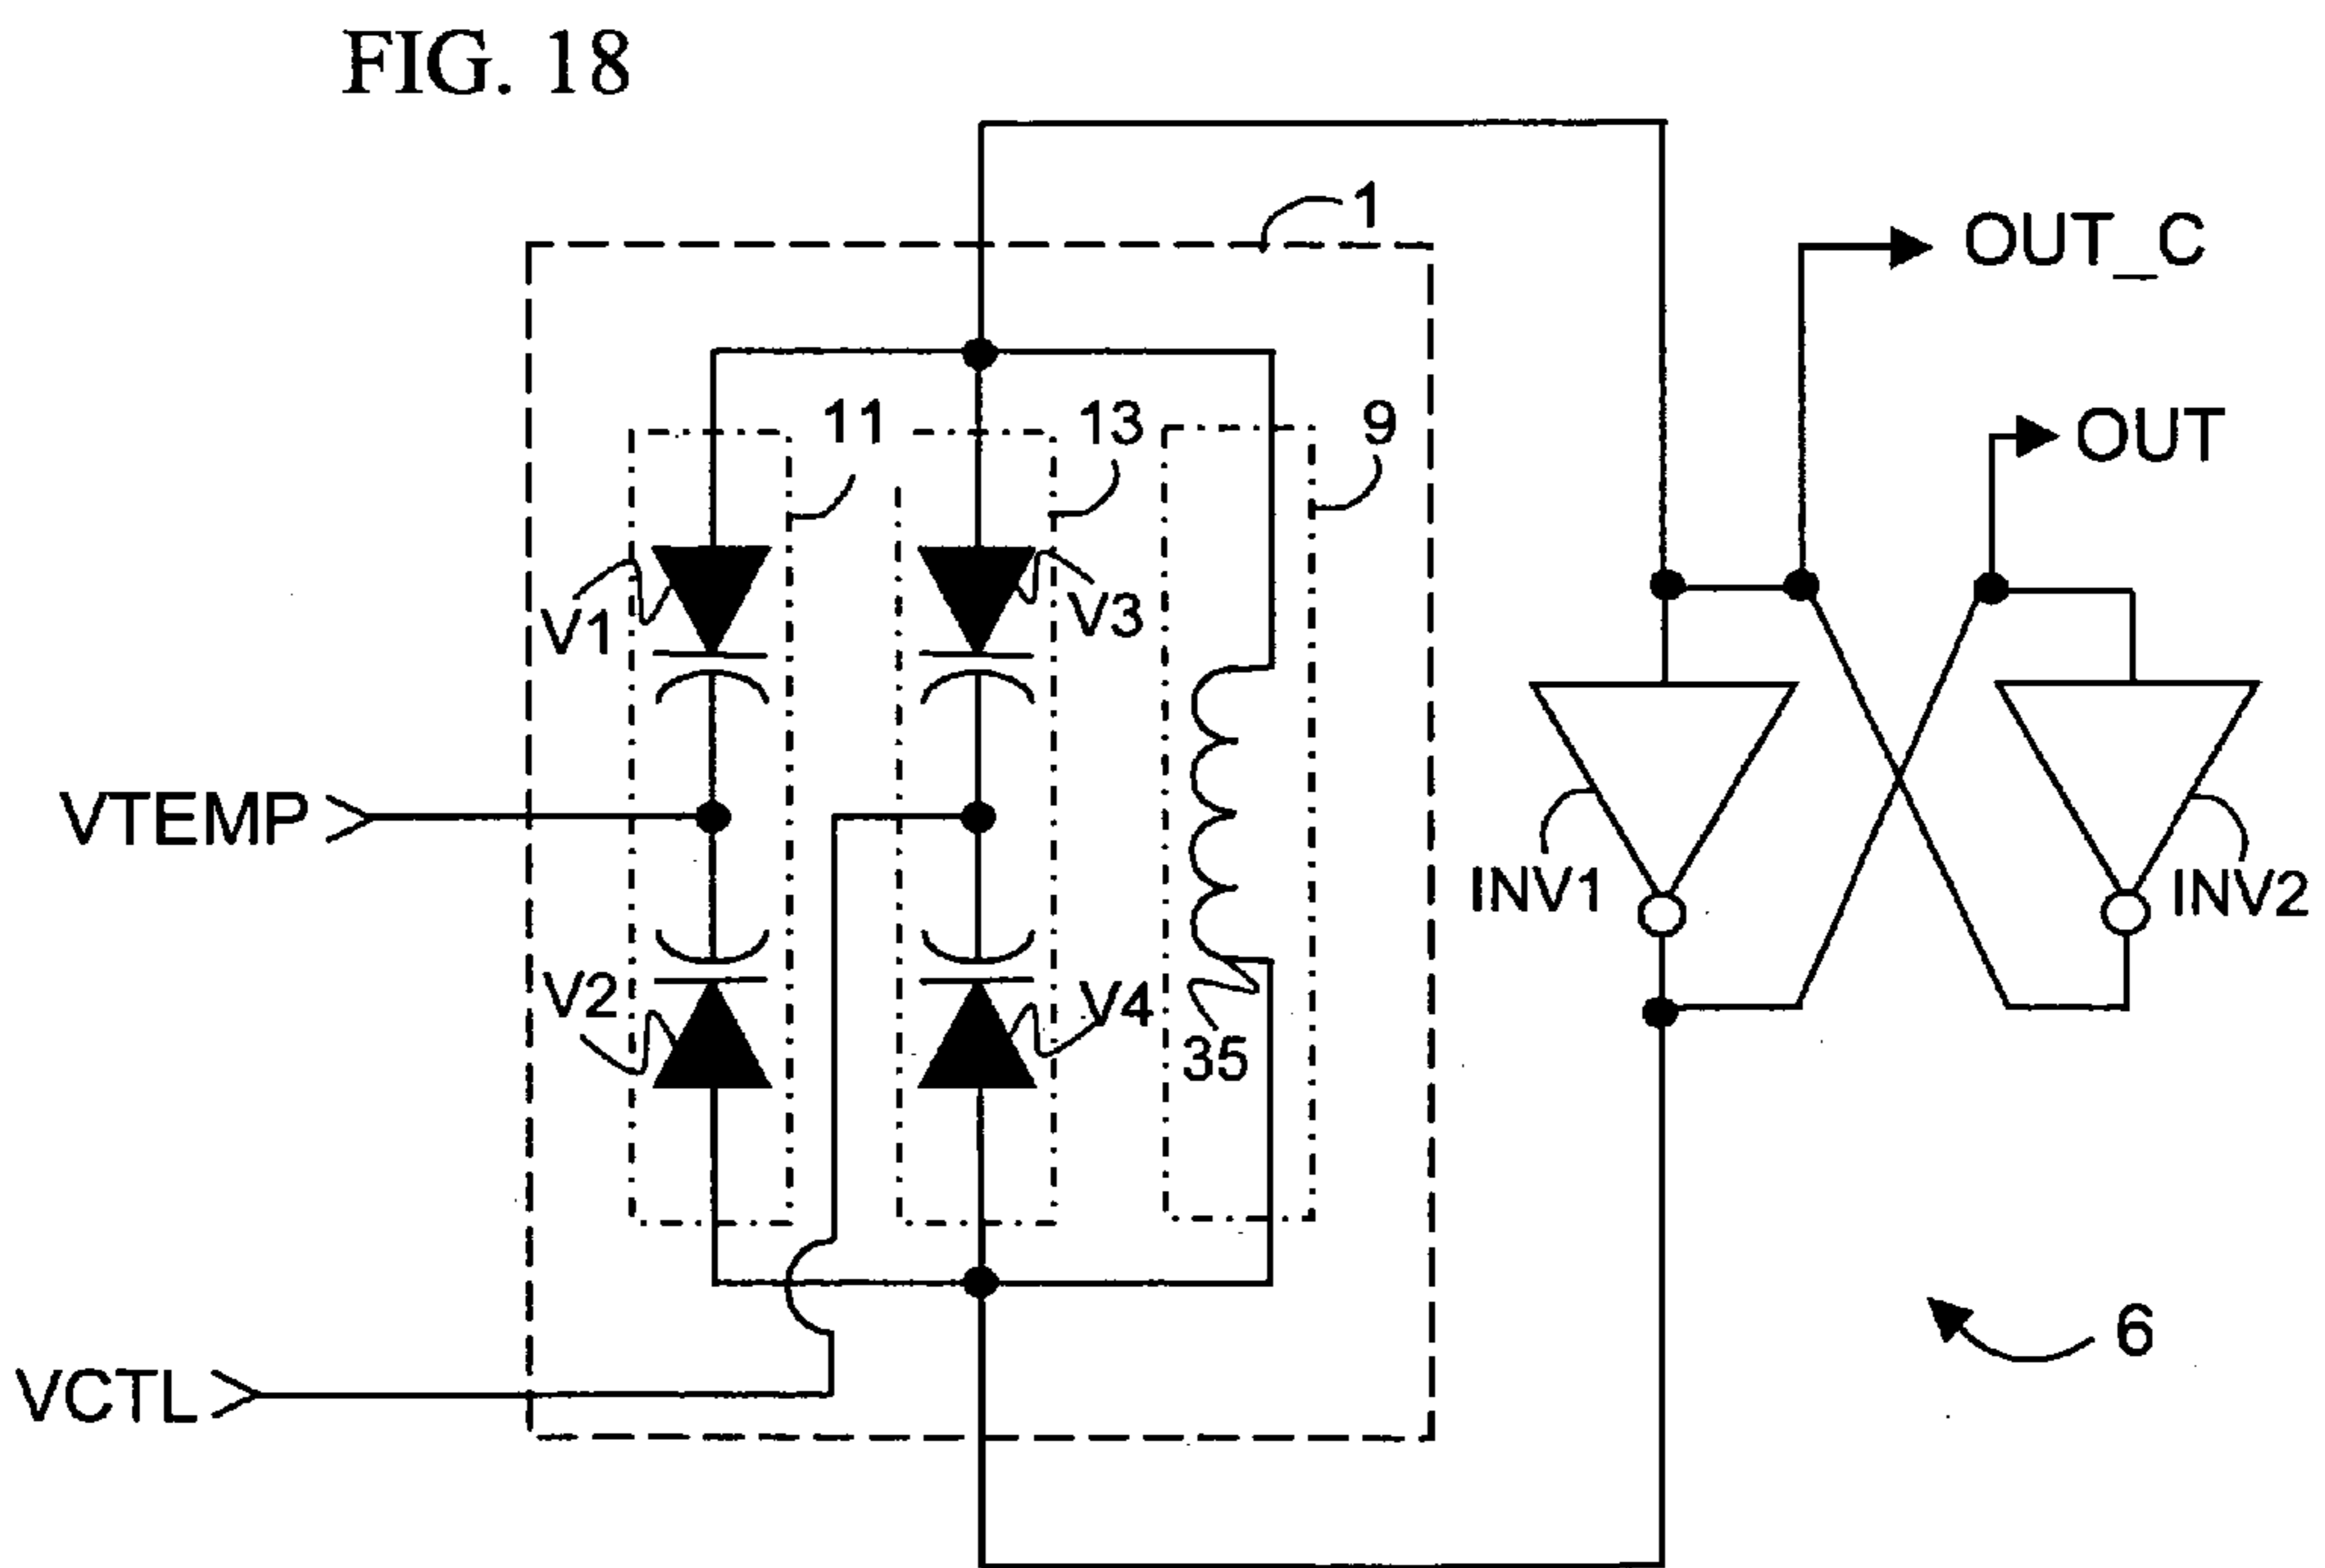 FIG. 18
1
OUT_C
11
13
9
OUT
V1
V3
VTEMP
INV1
INV2
V2
V4
35
6
VCTL